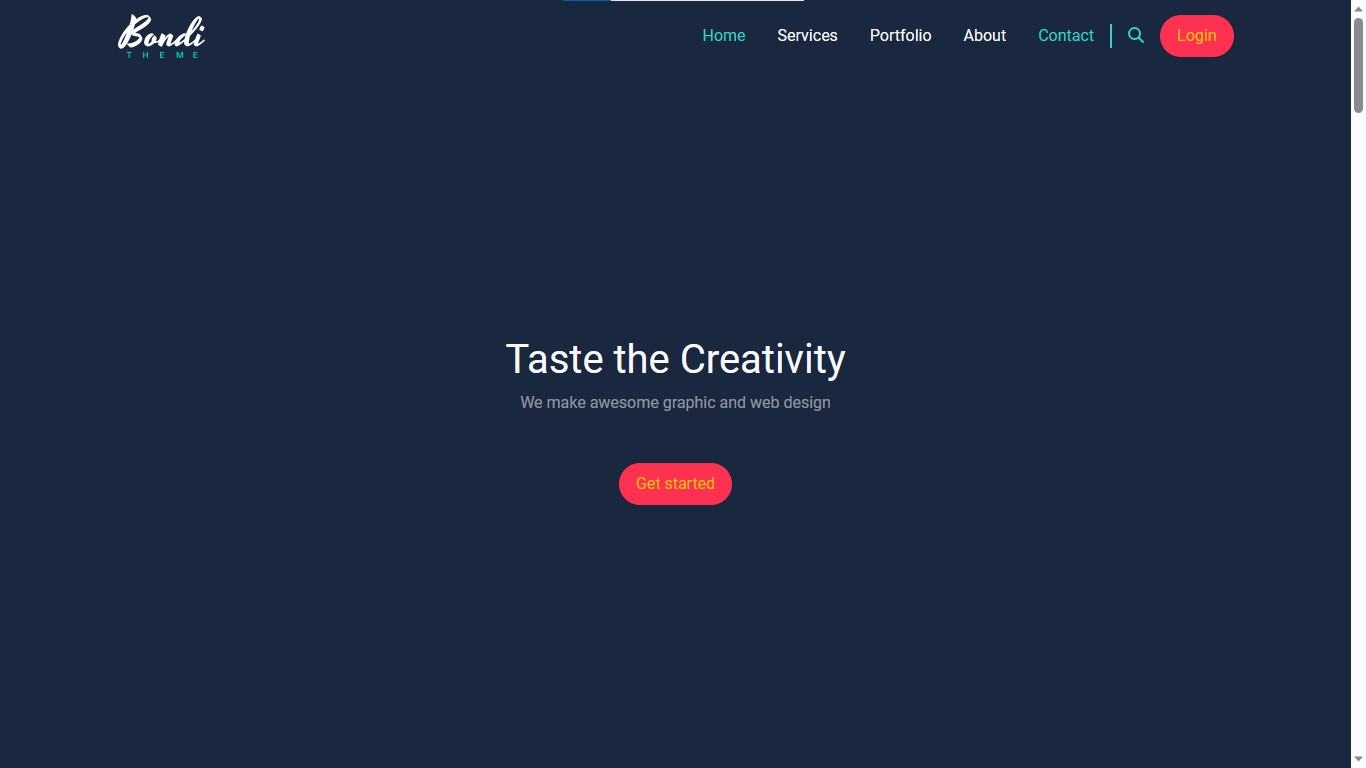 Bondi
THEME
Home Services Portfolio About Contact Login
Taste the Creativity
We make awesome graphic and web design
Get started